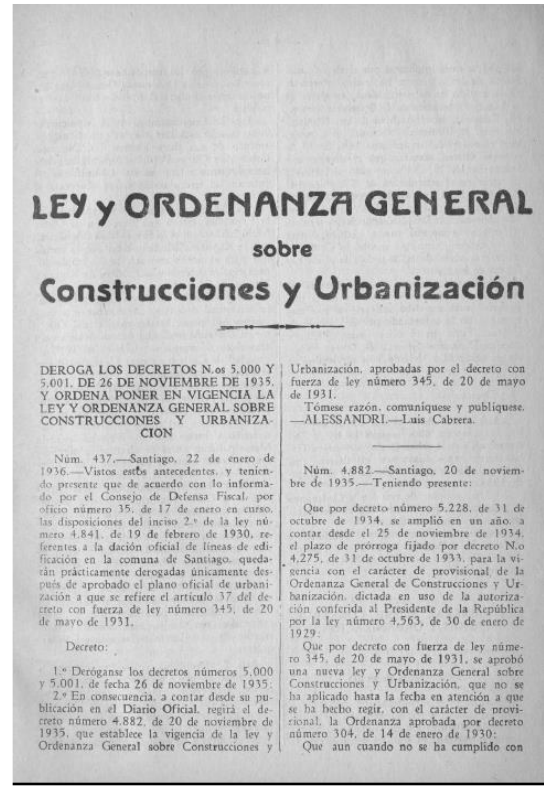 LEY y ORDENANZA GENERAL
sobre
Construcciones y Urbanización
DEROGA LOS DECRETOS N.os 5,000 Y
5,001, DE 26 DE NOVIEMBRE DE 1935,
Y ORDENA PONER EN VIGENCIA LA
LEY Y ORDENANZA GENERAL SOBRE
CONSTRUCCIONES Y URBANIZA-
CION
Núm. 437.—Santiago, 22 de enero de
1936.—Vistos estos antecedentes, y tenien-
do presente que de acuerdo con lo informa-
do por el Consejo de Defensa Fiscal, por
oficio número 35, de 17 de enero en curso,
las disposiciones del inciso 2.º de la ley nú-
mero 4,841, de 19 de febrero de 1930, re-
ferentes a la dación oficial de líneas de edi-
ficación en la comuna de Santiago, queda-
rán prácticamente derogadas únicamente des-
pués de aprobado el plano oficial de urbani-
zación a que se refiere el artículo 37 del de-
creto con fuerza de ley número 345, de 20
de mayo de 1931,
Decreto:
1.º Deróganse los decretos números 5,000
y 5,001, de fecha 26 de noviembre de 1935;
2.º En consecuencia, a contar desde su pu-
blicación en el Diario Oficial, regirá el de-
creto número 4,882, de 20 de noviembre de
1935, que establece la vigencia de la ley y
Ordenanza General sobre Construcciones y
Urbanización, aprobadas por el decreto con
fuerza de ley número 345, de 20 de mayo
de 1931.
Tómese razón, comuníquese y publíquese.
—ALESSANDRI.—Luis Cabrera.
Núm. 4,882.—Santiago, 20 de noviem-
bre de 1935.—Teniendo presente:
Que por decreto número 5,228, de 31 de
octubre de 1934, se amplió en un año, a
contar desde el 25 de noviembre de 1934,
el plazo de prórroga fijado por decreto N.o
4,275, de 31 de octubre de 1933, para la vi-
gencia con el carácter de provisional, de la
Ordenanza General de Construcciones y Ur-
banización, dictada en uso de la autoriza-
ción conferida al Presidente de la República
por la ley número 4,563, de 30 de enero de
1929;
Que por decreto con fuerza de ley núme-
ro 345, de 20 de mayo de 1931, se aprobó
una nueva ley y Ordenanza General sobre
Construcciones y Urbanización, que no se
ha aplicado hasta la fecha en atención a que
se ha hecho regir, con el carácter de provi-
sional, la Ordenanza aprobada por decreto
número 304, de 14 de enero de 1930;
Que aun cuando no se ha cumplido con